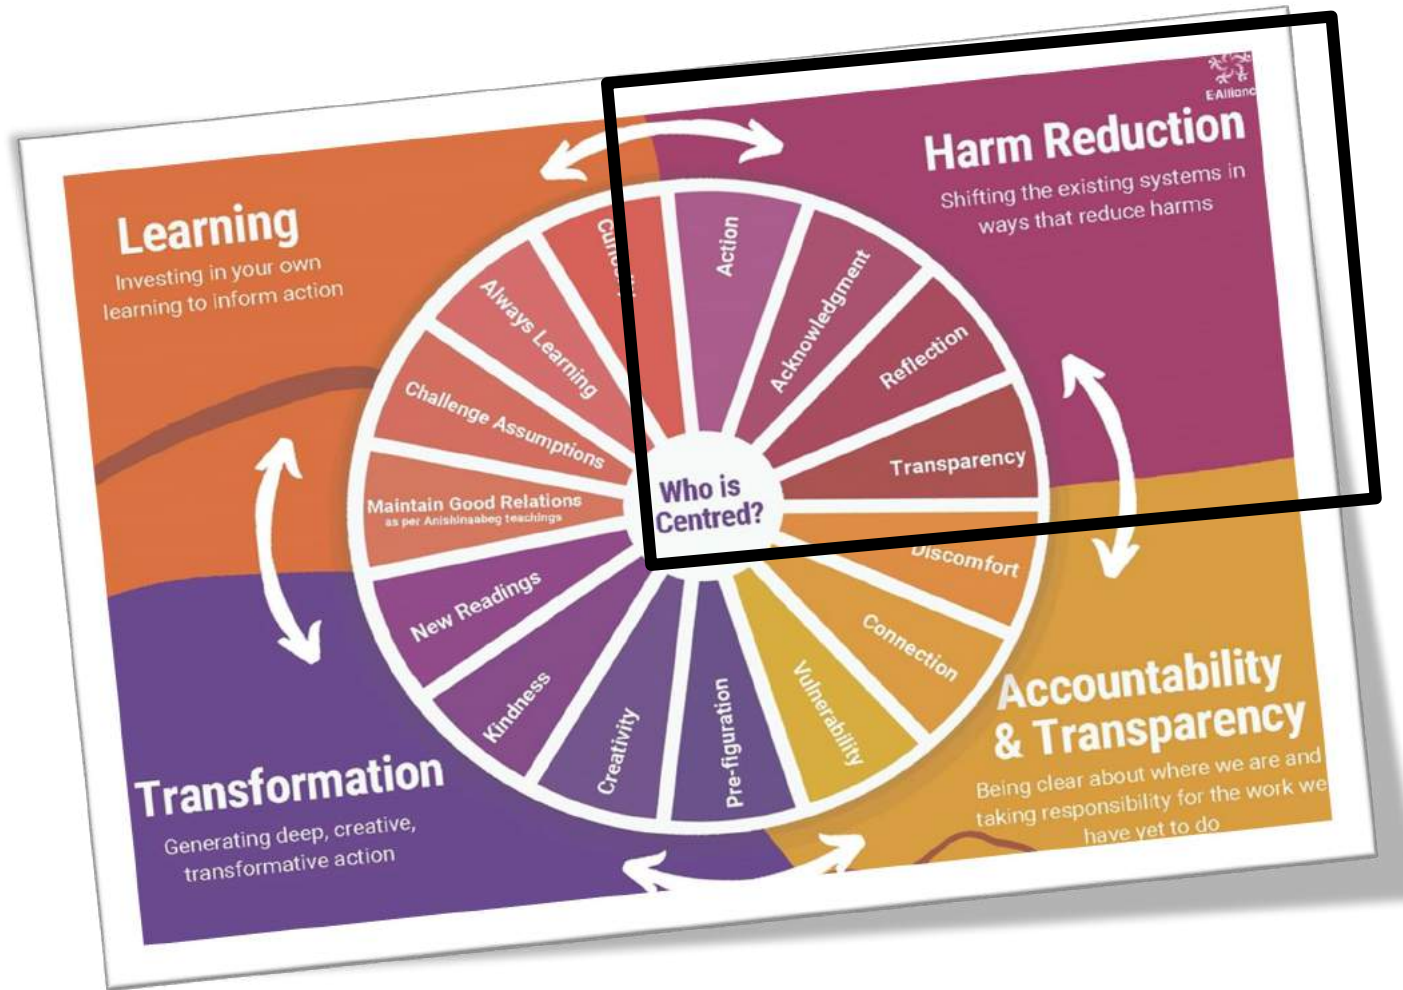 E-Alliance
Harm Reduction
Shifting the existing systems in
ways that reduce harms
Learning
Investing in your own
learning to inform action
Action
Acknowledgment
Reflection
Transparency
Discomfort
Connection
Vulnerability
Pre-figuration
Creativity
Kindness
New Readings
Maintain Good Relations
as per Anishinaabeg teachings
Challenge Assumptions
Always Learning
Curiosity
Who is
Centred?
Accountability
& Transparency
Being clear about where we are and
taking responsibility for the work we
have yet to do
Transformation
Generating deep, creative,
transformative action